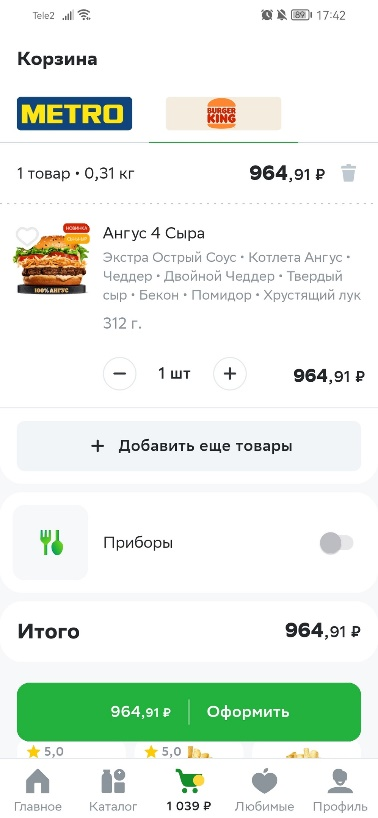 Tele2 89 17:42
Корзина
METRO
BURGER
KING
1 товар • 0,31 кг 964,91 ₽
НОВИНКА
Ангус 4 Сыра
Экстра Острый Соус • Котлета Ангус •
Чеддер • Двойной Чеддер • Твердый
сыр • Бекон • Помидор • Хрустящий лук
100% АНГУС
312 г.
− 1 шт + 964,91 ₽
+ Добавить еще товары
Приборы
Итого 964,91 ₽
964,91 ₽ Оформить
5,0 5,0
Главное Каталог 1 039 ₽ Любимые Профиль